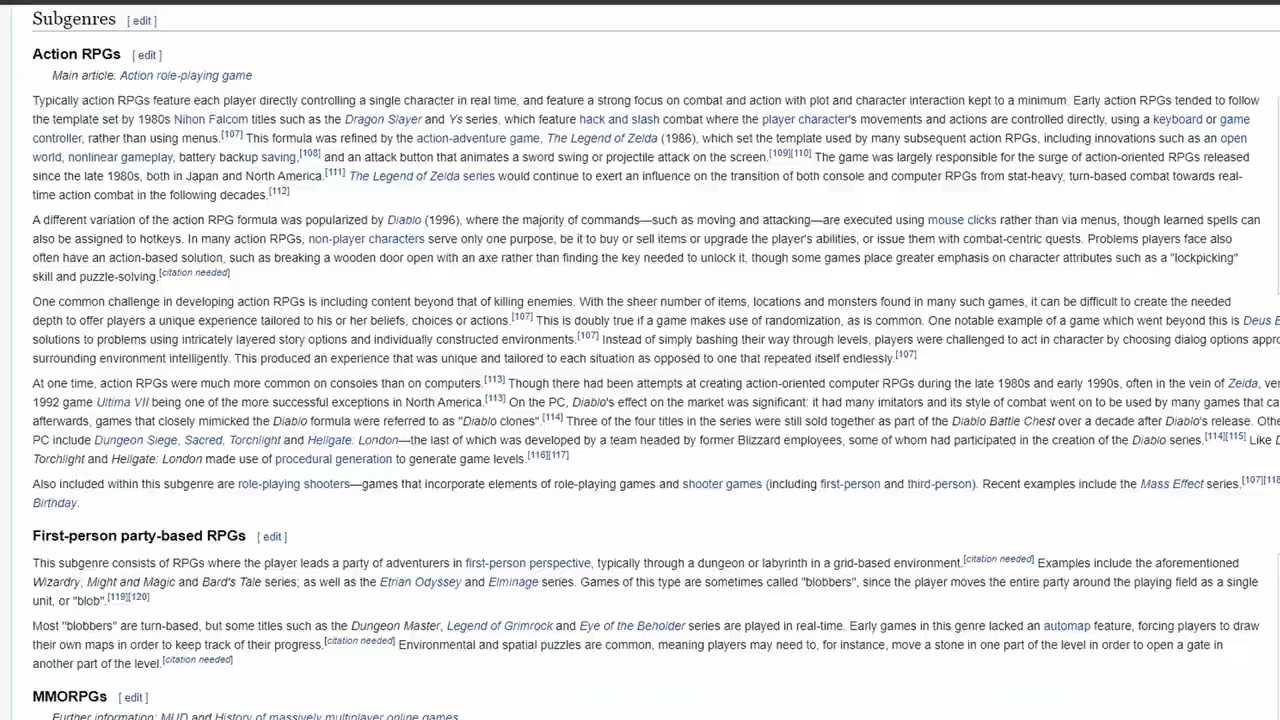 Subgenres [ edit ]
Action RPGs [ edit ]
Main article: Action role-playing game
Typically action RPGs feature each player directly controlling a single character in real time, and feature a strong focus on combat and action with plot and character interaction kept to a minimum. Early action RPGs tended to follow
the template set by 1980s Nihon Falcom titles such as the Dragon Slayer and Ys series, which feature hack and slash combat where the player character's movements and actions are controlled directly, using a keyboard or game
controller, rather than using menus.[107] This formula was refined by the action-adventure game, The Legend of Zelda (1986), which set the template used by many subsequent action RPGs, including innovations such as an open
world, nonlinear gameplay, battery backup saving,[108] and an attack button that animates a sword swing or projectile attack on the screen.[109][110] The game was largely responsible for the surge of action-oriented RPGs released
since the late 1980s, both in Japan and North America.[111] The Legend of Zelda series would continue to exert an influence on the transition of both console and computer RPGs from stat-heavy, turn-based combat towards real-
time action combat in the following decades.[112]
A different variation of the action RPG formula was popularized by Diablo (1996), where the majority of commands—such as moving and attacking—are executed using mouse clicks rather than via menus, though learned spells can
also be assigned to hotkeys. In many action RPGs, non-player characters serve only one purpose, be it to buy or sell items or upgrade the player's abilities, or issue them with combat-centric quests. Problems players face also
often have an action-based solution, such as breaking a wooden door open with an axe rather than finding the key needed to unlock it, though some games place greater emphasis on character attributes such as a "lockpicking"
skill and puzzle-solving.[citation needed]
One common challenge in developing action RPGs is including content beyond that of killing enemies. With the sheer number of items, locations and monsters found in many such games, it can be difficult to create the needed
depth to offer players a unique experience tailored to his or her beliefs, choices or actions.[107] This is doubly true if a game makes use of randomization, as is common. One notable example of a game which went beyond this is Deus
solutions to problems using intricately layered story options and individually constructed environments.[107] Instead of simply bashing their way through levels, players were challenged to act in character by choosing dialog options
surrounding environment intelligently. This produced an experience that was unique and tailored to each situation as opposed to one that repeated itself endlessly.[107]
At one time, action RPGs were much more common on consoles than on computers.[113] Though there had been attempts at creating action-oriented computer RPGs during the late 1980s and early 1990s, often in the vein of Zelda,
1992 game Ultima VII being one of the more successful exceptions in North America.[113] On the PC, Diablo's effect on the market was significant: it had many imitators and its style of combat went on to be used by many games that
afterwards, games that closely mimicked the Diablo formula were referred to as "Diablo clones".[114] Three of the four titles in the series were still sold together as part of the Diablo Battle Chest over a decade after Diablo's release.
PC include Dungeon Siege, Sacred, Torchlight and Hellgate: London—the last of which was developed by a team headed by former Blizzard employees, some of whom had participated in the creation of the Diablo series.[114][115] Like
Torchlight and Hellgate: London made use of procedural generation to generate game levels.[116][117]
Also included within this subgenre are role-playing shooters—games that incorporate elements of role-playing games and shooter games (including first-person and third-person). Recent examples include the Mass Effect series,[107]
Birthday.
First-person party-based RPGs [ edit ]
This subgenre consists of RPGs where the player leads a party of adventurers in first-person perspective, typically through a dungeon or labyrinth in a grid-based environment.[citation needed] Examples include the aforementioned
Wizardry, Might and Magic and Bard's Tale series; as well as the Etrian Odyssey and Elminage series. Games of this type are sometimes called "blobbers", since the player moves the entire party around the playing field as a single
unit, or "blob".[119][120]
Most "blobbers" are turn-based, but some titles such as the Dungeon Master, Legend of Grimrock and Eye of the Beholder series are played in real-time. Early games in this genre lacked an automap feature, forcing players to draw
their own maps in order to keep track of their progress.[citation needed] Environmental and spatial puzzles are common, meaning players may need to, for instance, move a stone in one part of the level in order to open a gate in
another part of the level.[citation needed]
MMORPGs [ edit ]
Further information: MUD and History of massively multiplayer online games